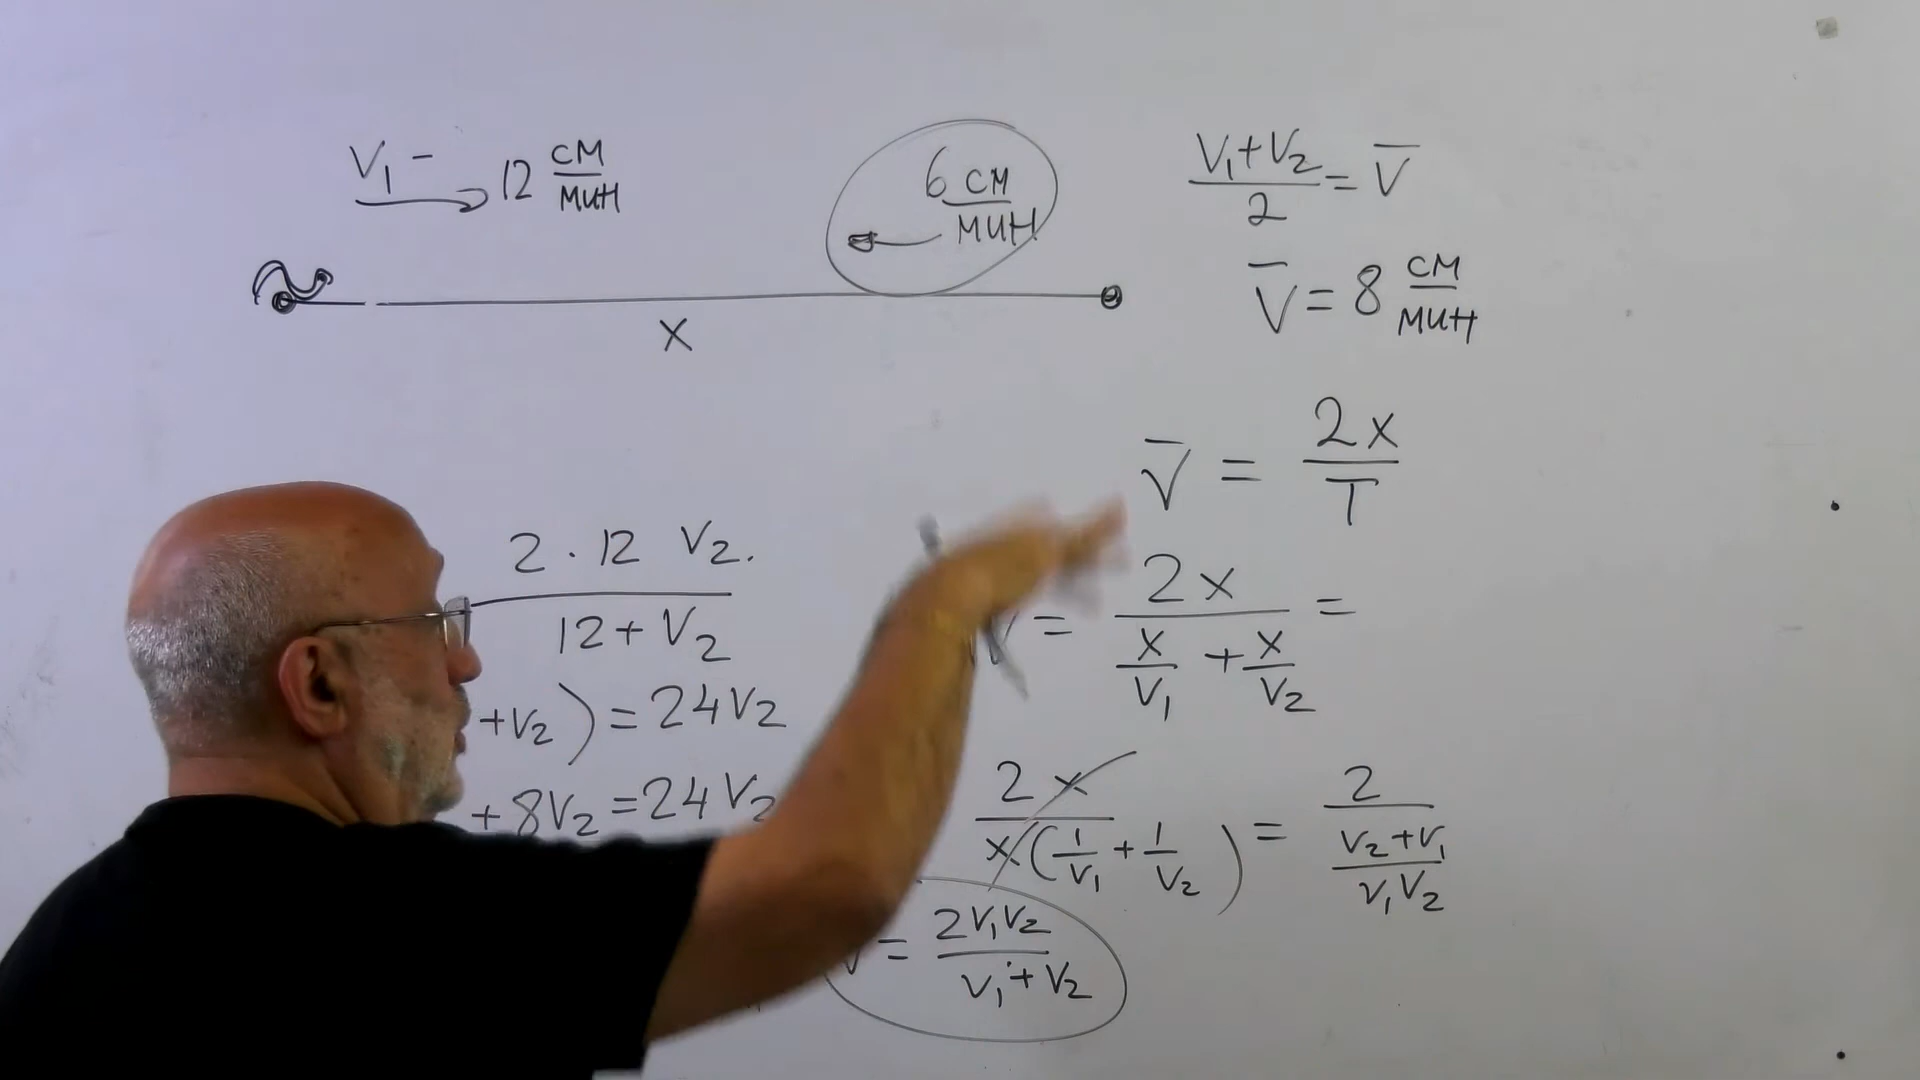 V₁ - → 12 см/мин
6 см/мин
x
(V₁+V₂)/2 = V̄
V̄ = 8 см/мин
V̄ = 2x/T
= 2x/(x/V₁ + x/V₂) =
2x/(x(1/V₁ + 1/V₂)) = 2/((V₂+V₁)/(V₁V₂))
= 2V₁V₂/(V₁+V₂)
2 · 12 V₂./(12+V₂)
+V₂) = 24V₂
+8V₂ = 24V₂